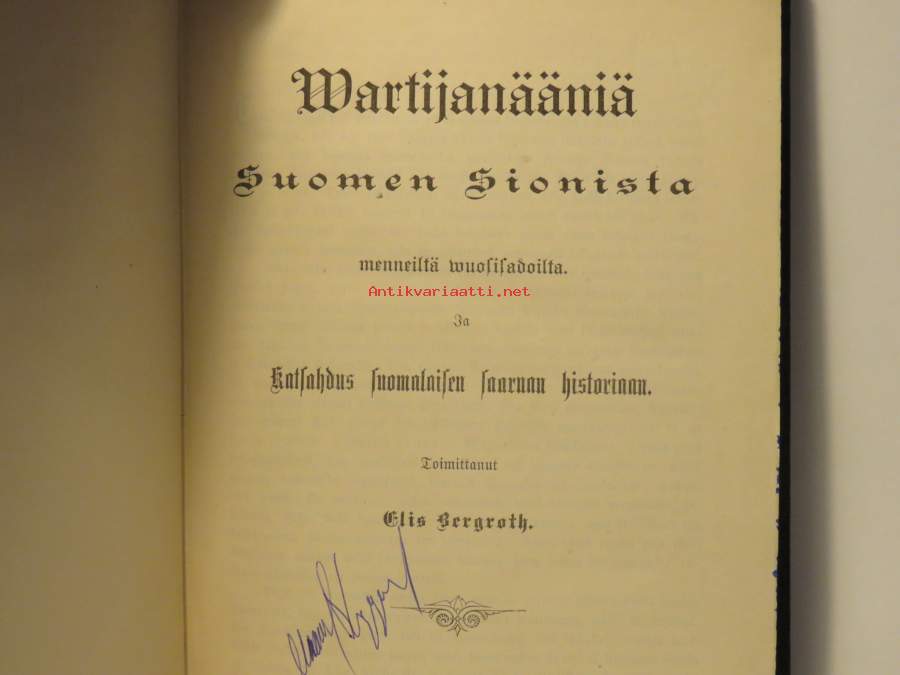 Wartijanääniä
Suomen Sionista
menneiltä wuosisadoilta.
Antikvariaatti.net
Ja
Katsahdus suomalaisen saarnan historiaan.
Toimittanut
Elis Bergroth.